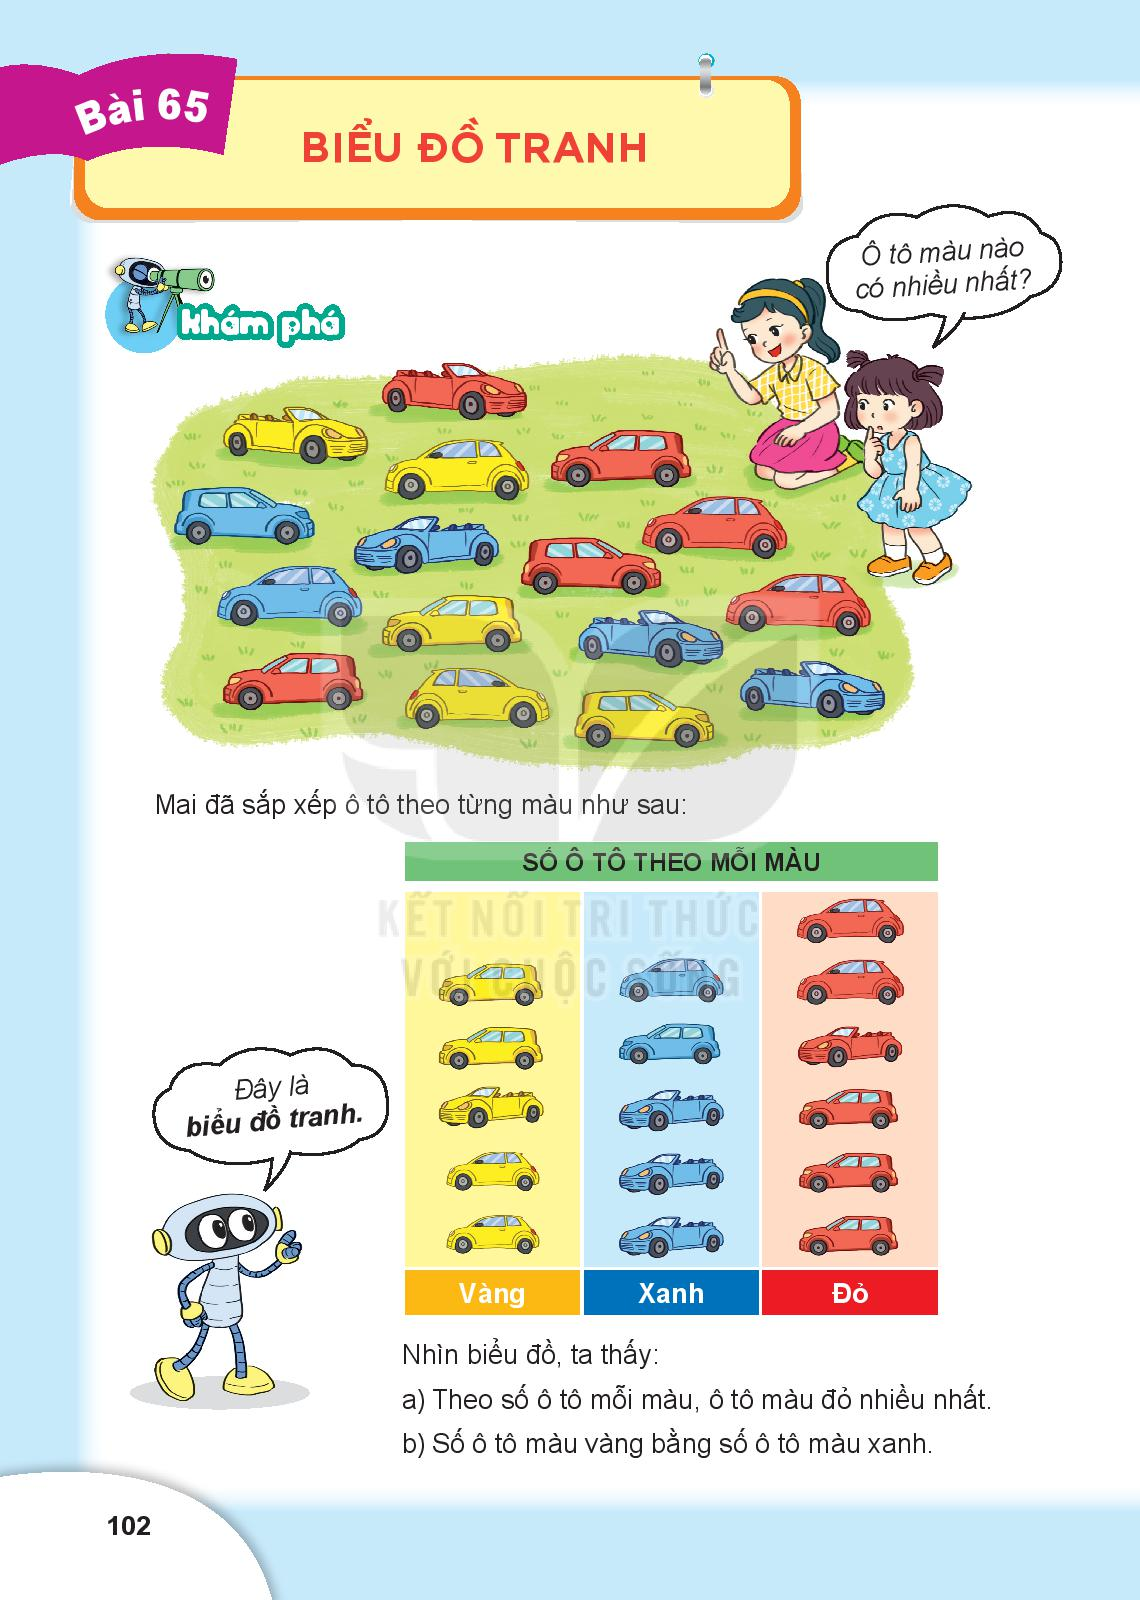 Bài 65
BIỂU ĐỒ TRANH
Ô tô màu nào
có nhiều nhất?
Khám phá
Mai đã sắp xếp ô tô theo từng màu như sau:
SỐ Ô TÔ THEO MỖI MÀU
KẾT NỐI TRI THỨC
VỚI CUỘC SỐNG
Đây là
biểu đồ tranh.
Vàng Xanh Đỏ
Nhìn biểu đồ, ta thấy:
a) Theo số ô tô mỗi màu, ô tô màu đỏ nhiều nhất.
b) Số ô tô màu vàng bằng số ô tô màu xanh.
102